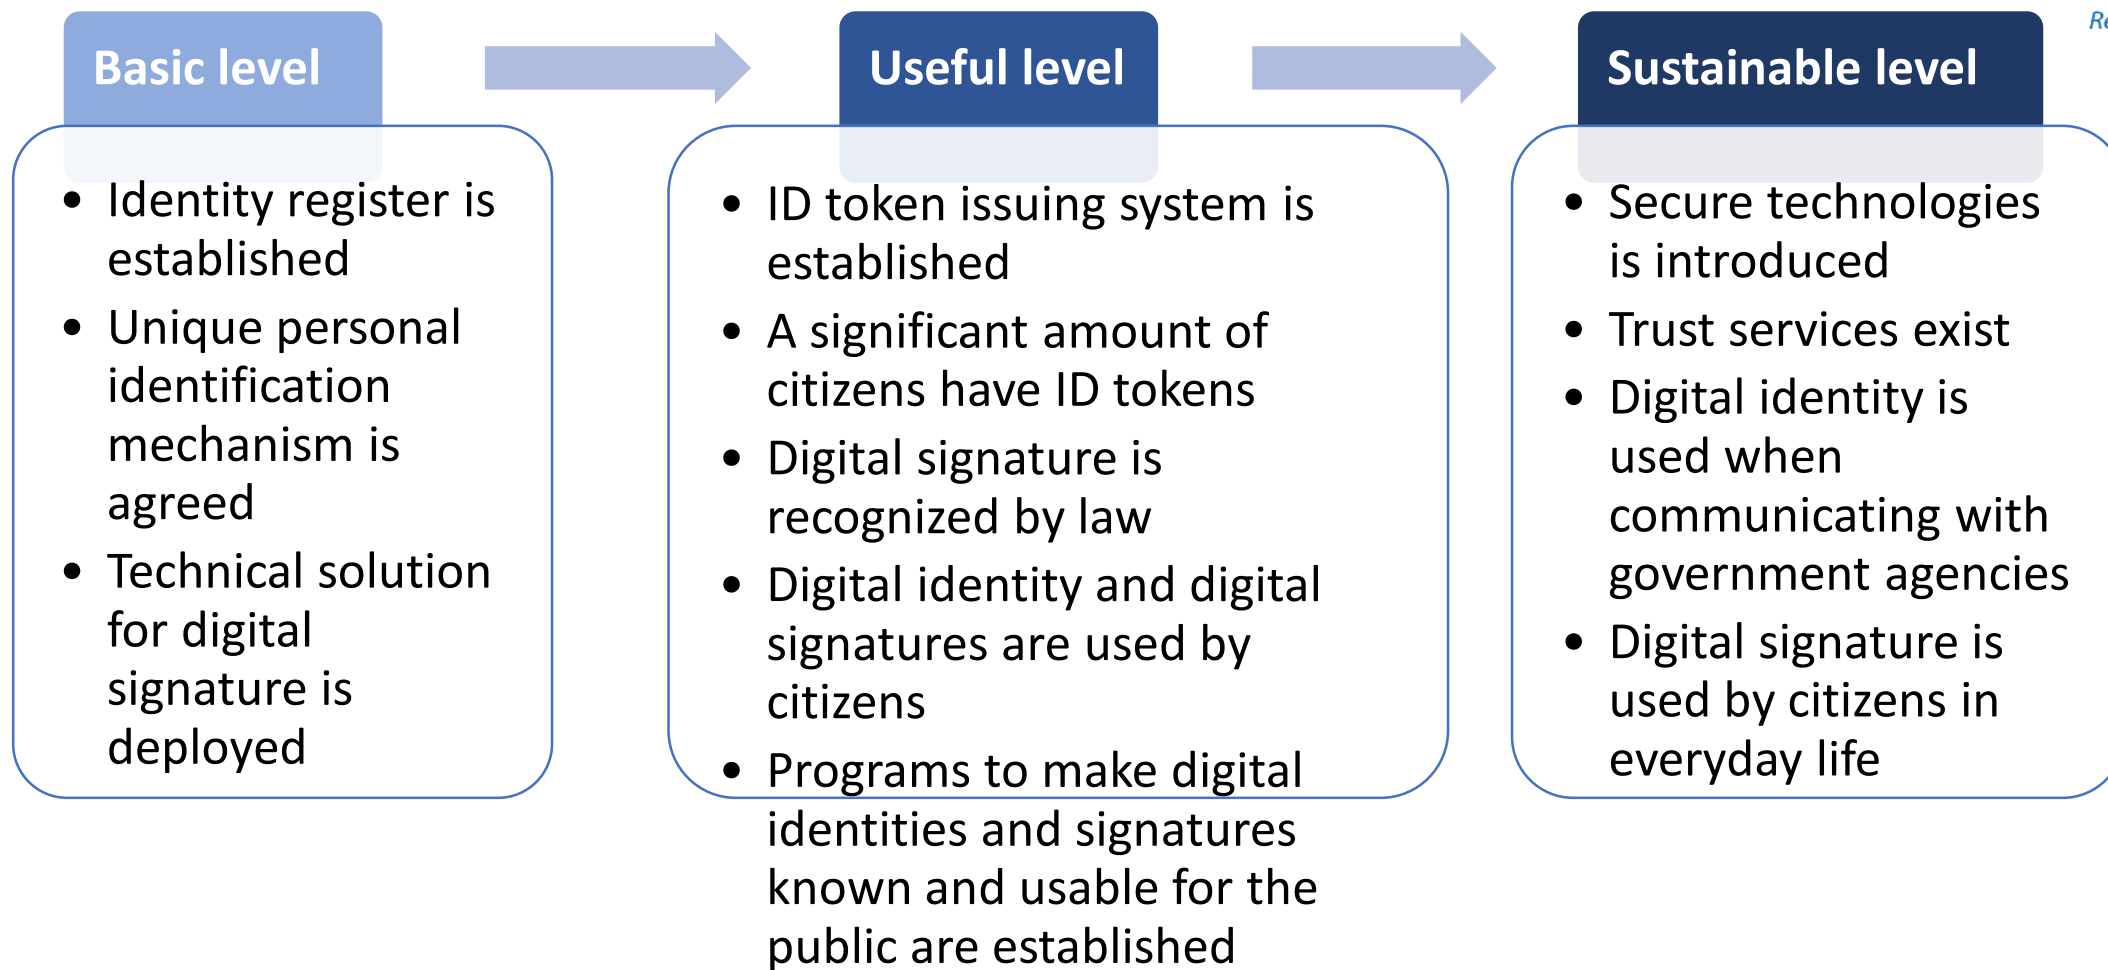 Basic level
• Identity register is
established
• Unique personal
identification
mechanism is
agreed
• Technical solution
for digital
signature is
deployed
Useful level
• ID token issuing system is
established
• A significant amount of
citizens have ID tokens
• Digital signature is
recognized by law
• Digital identity and digital
signatures are used by
citizens
• Programs to make digital
identities and signatures
known and usable for the
public are established
Sustainable level
• Secure technologies
is introduced
• Trust services exist
• Digital identity is
used when
communicating with
government agencies
• Digital signature is
used by citizens in
everyday life